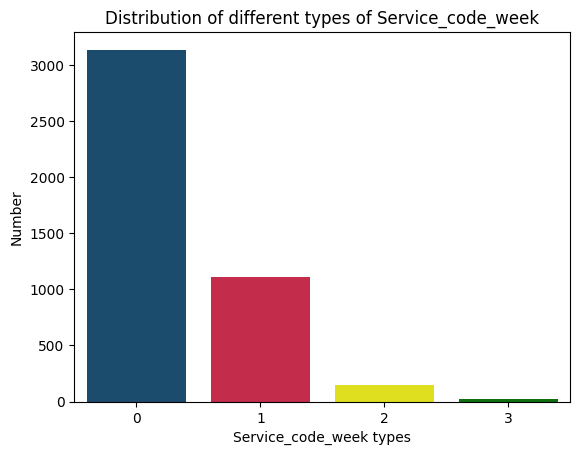 Distribution of different types of Service_code_week
Number
3000
2500
2000
1500
1000
500
0
0 1 2 3
Service_code_week types